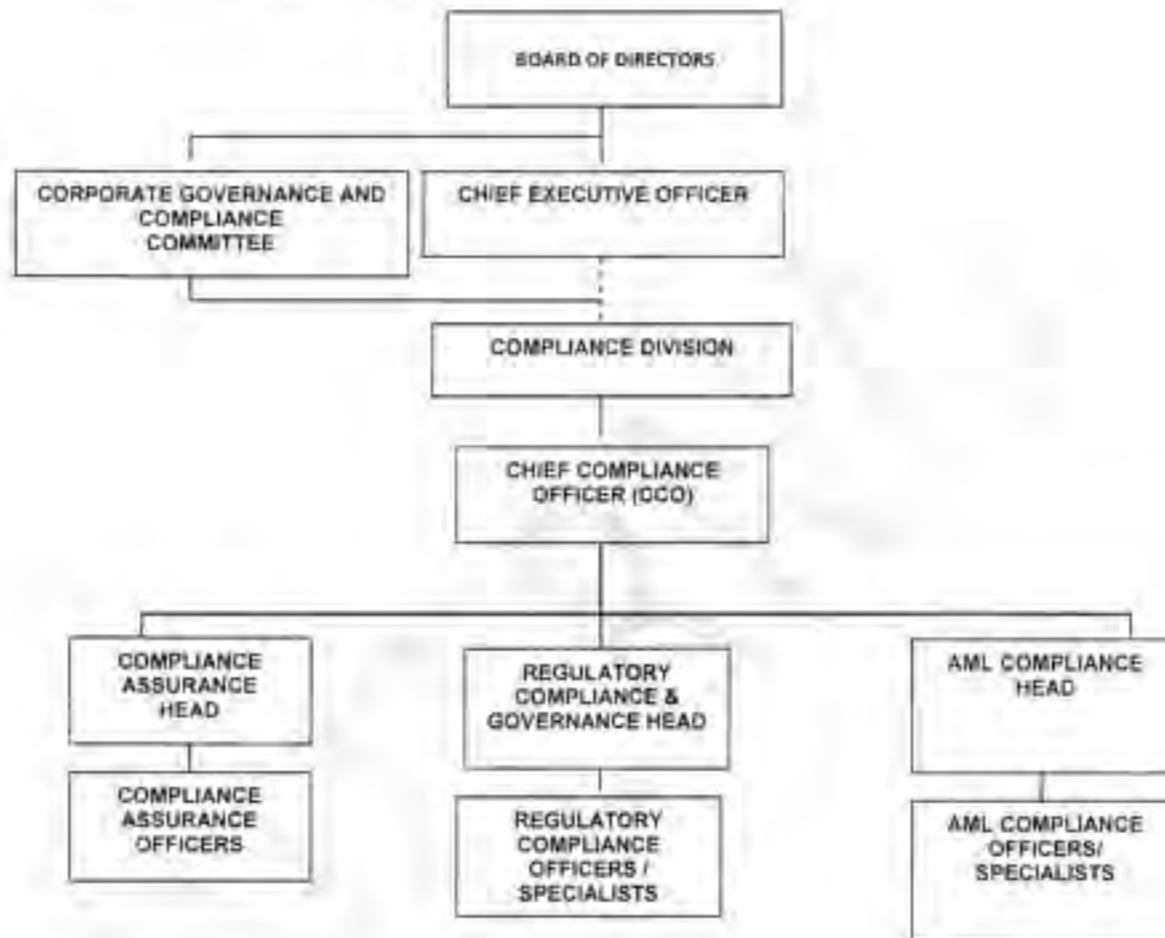 BOARD OF DIRECTORS
CORPORATE GOVERNANCE AND
COMPLIANCE
COMMITTEE
CHIEF EXECUTIVE OFFICER
COMPLIANCE DIVISION
CHIEF COMPLIANCE
OFFICER (CCO)
COMPLIANCE
ASSURANCE
HEAD
REGULATORY
COMPLIANCE &
GOVERNANCE HEAD
AML COMPLIANCE
HEAD
COMPLIANCE
ASSURANCE
OFFICERS
REGULATORY
COMPLIANCE
OFFICERS /
SPECIALISTS
AML COMPLIANCE
OFFICERS/
SPECIALISTS